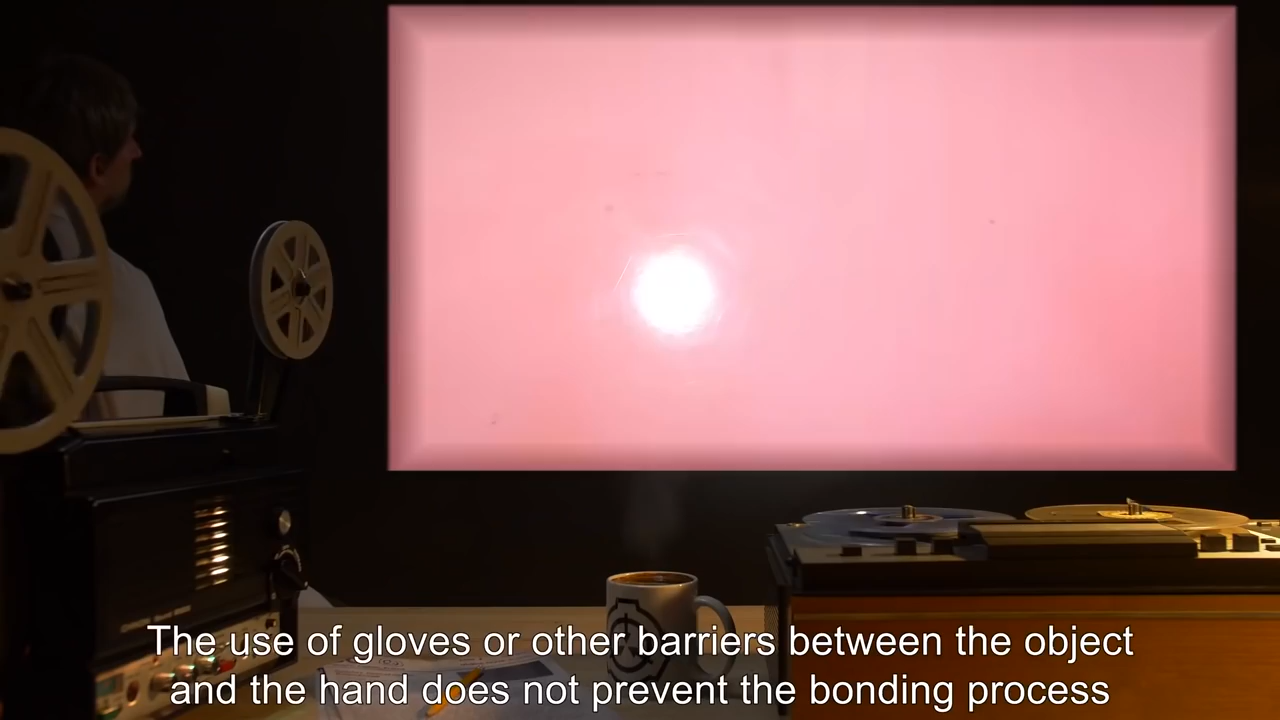 The use of gloves or other barriers between the object
and the hand does not prevent the bonding process